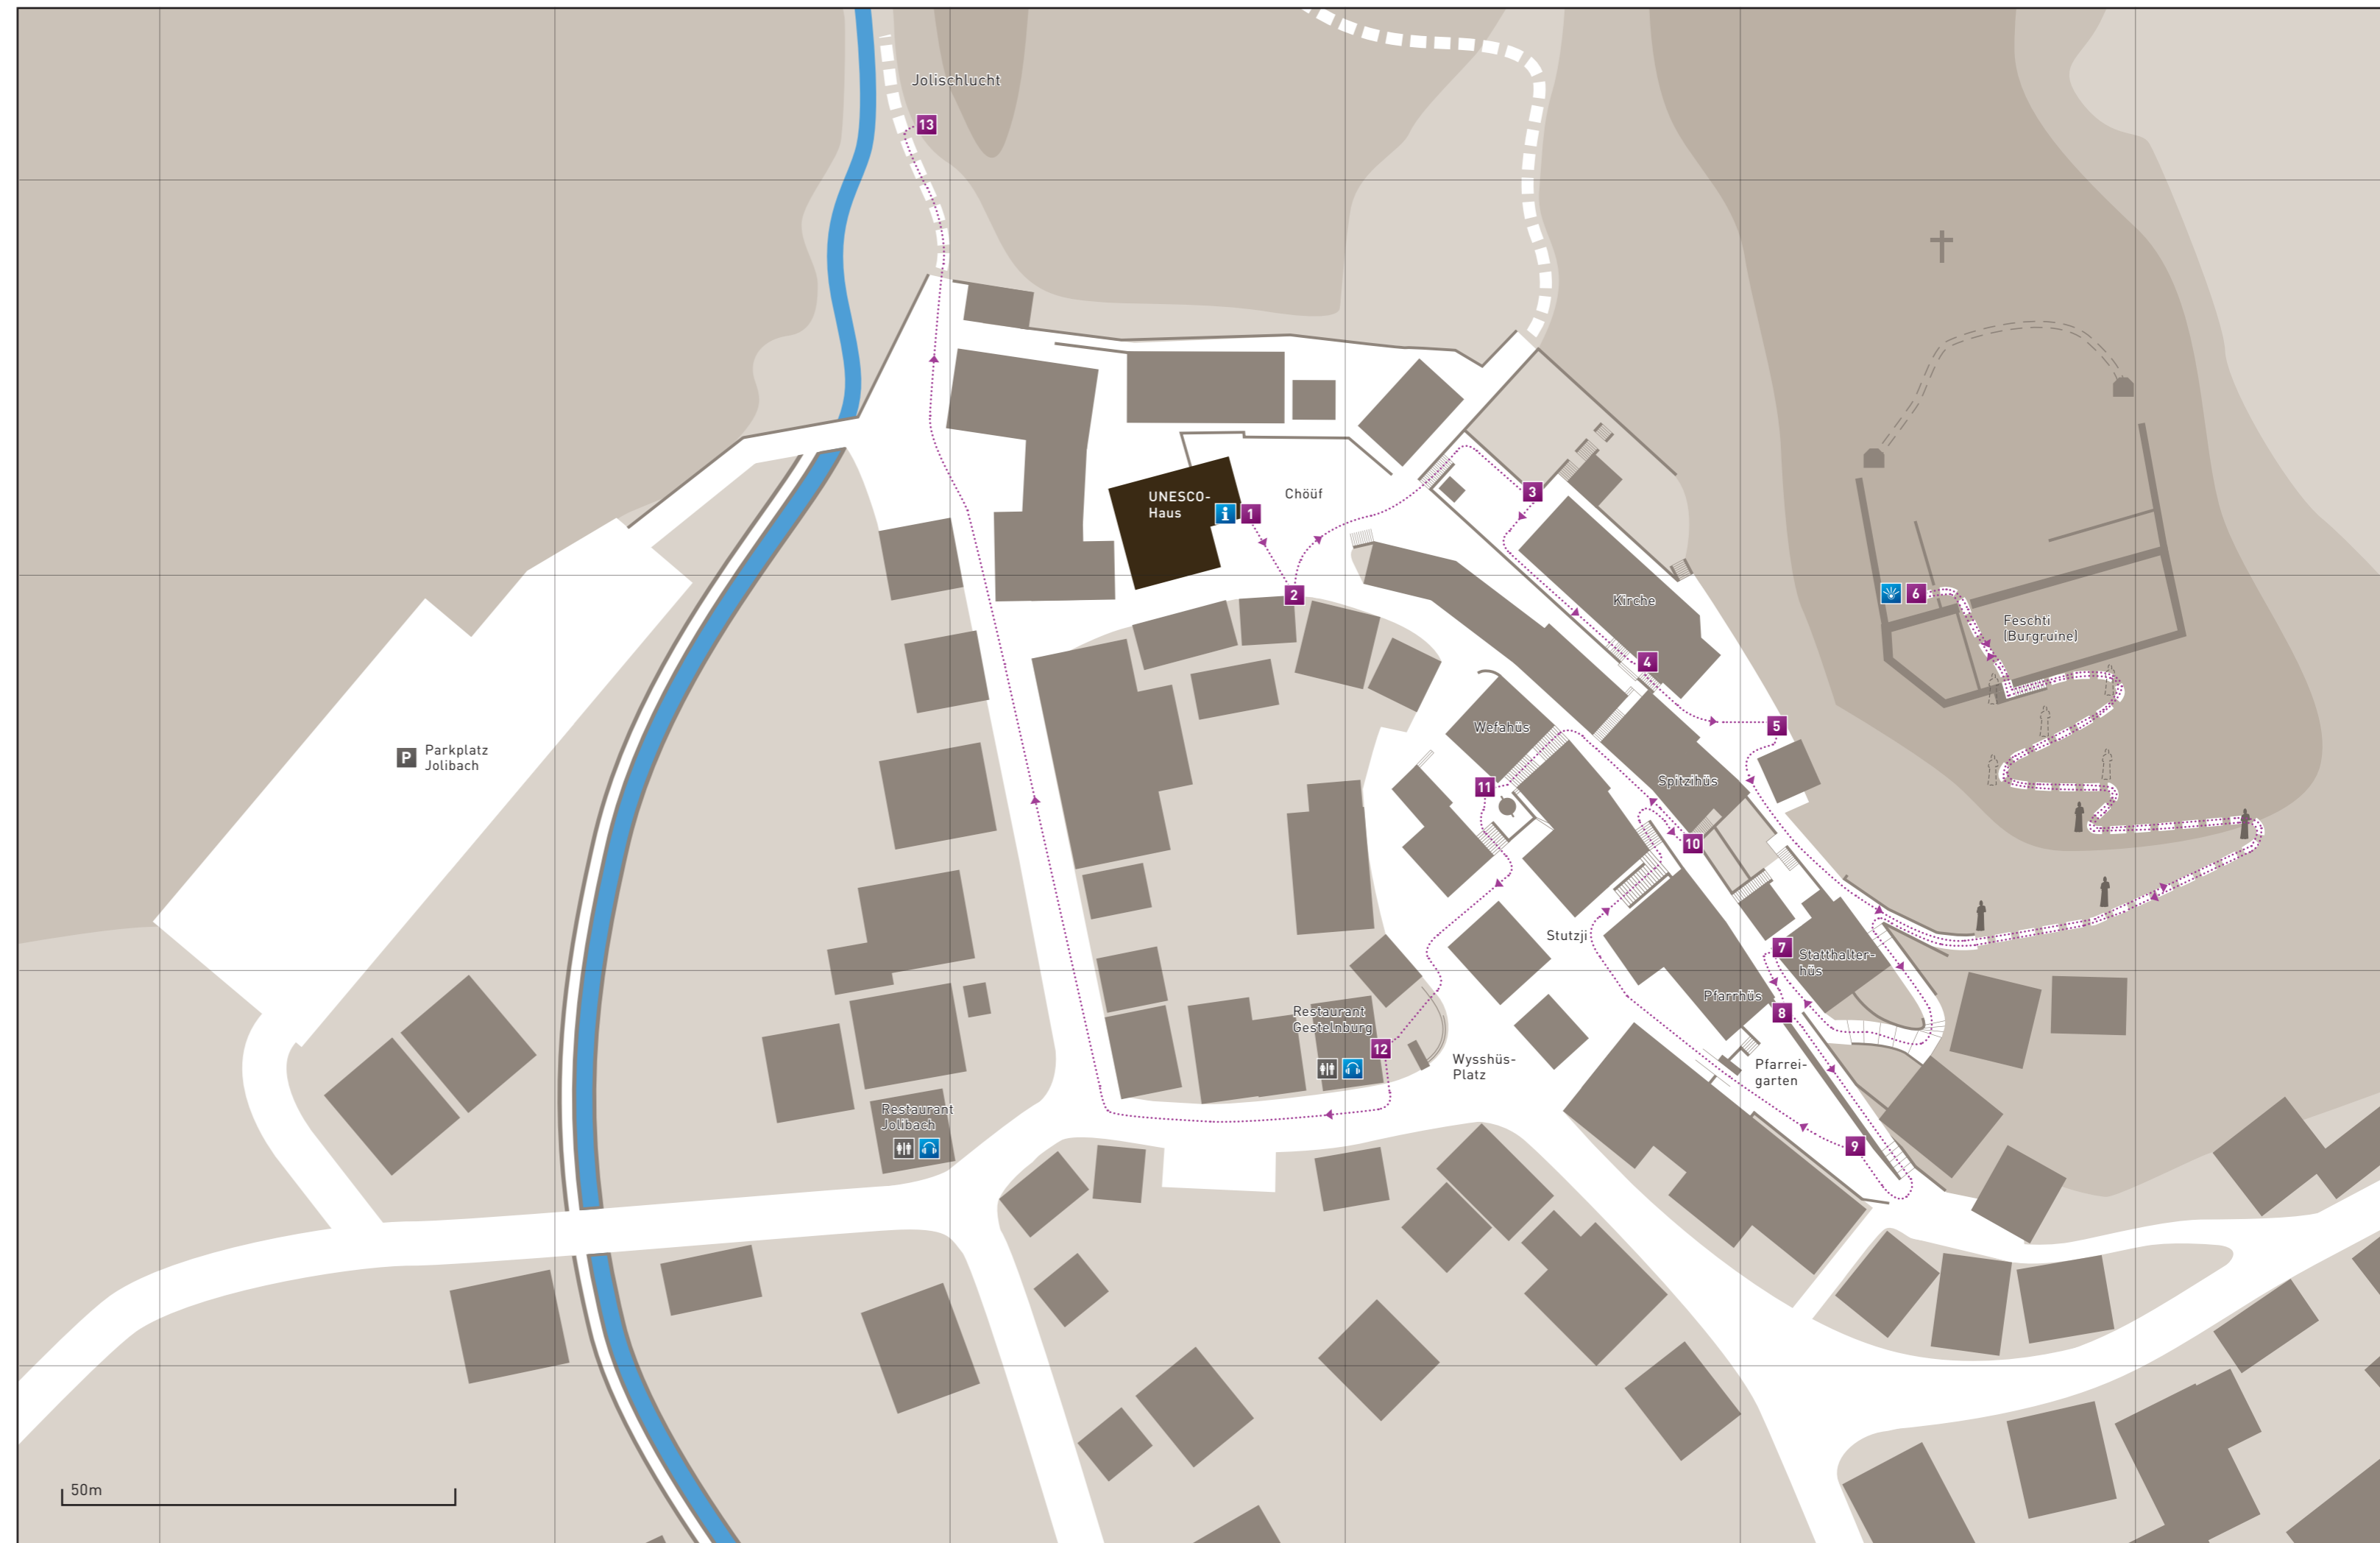 Jolischlucht
13
UNESCO-
Haus
i
1
Chöüf
2
3
Kirche
4
5
6
Feschti
(Burgruine)
P
Parkplatz
Jolibach
Wefahüs
Spitzihüs
11
10
Stutzji
7
Statthalter-
hüs
Pfarrhüs
8
Restaurant
Gestelnburg
12
Wysshüs-
Platz
Pfarrei-
garten
Restaurant
Jolibach
9
50m